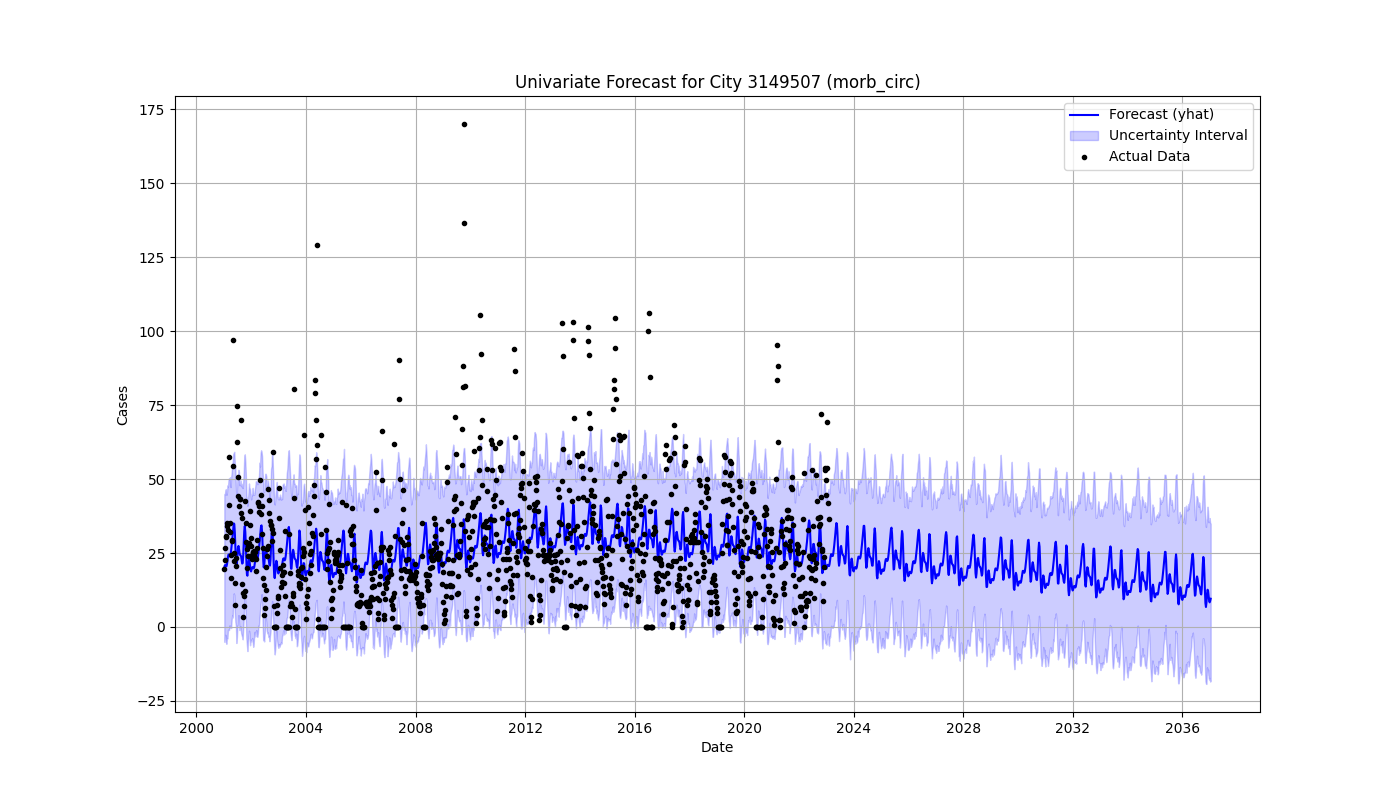 Univariate Forecast for City 3149507 (morb_circ)
Forecast (yhat)
Uncertainty Interval
Actual Data
175
150
125
100
75
50
25
0
−25
Cases
2000 2004 2008 2012 2016 2020 2024 2028 2032 2036
Date